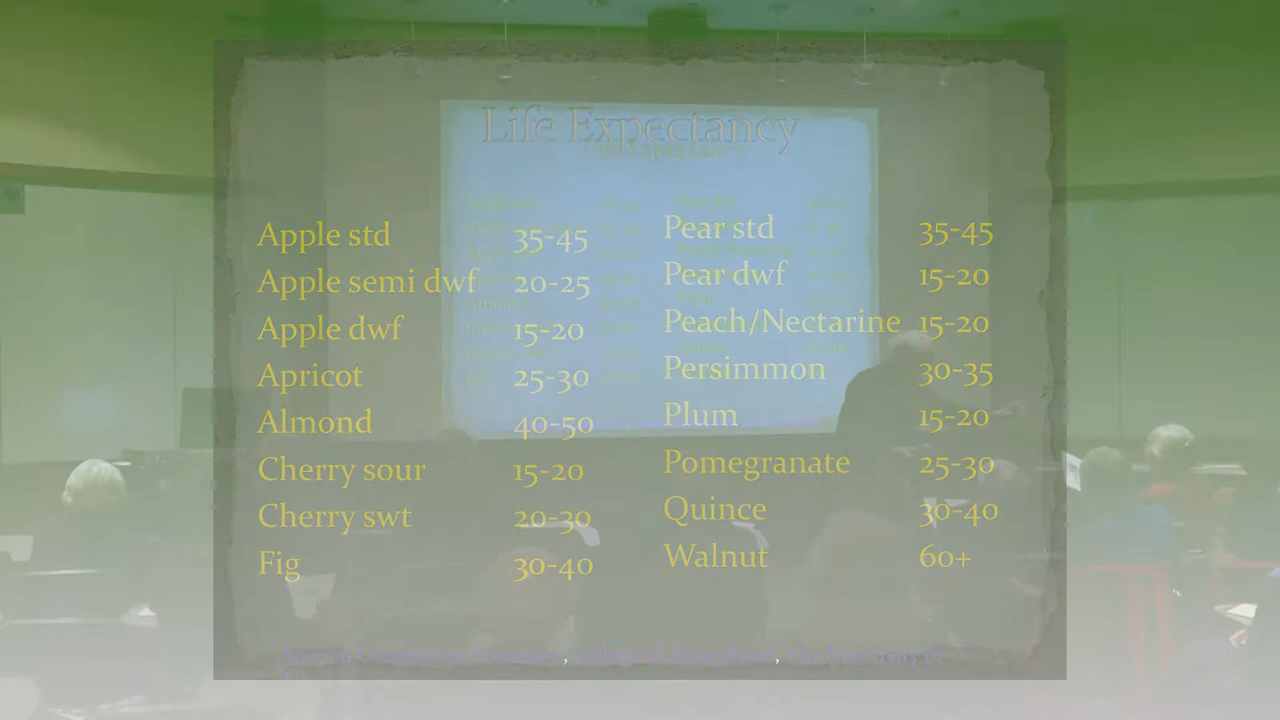 Life Expectancy
Apple std 35-45
Apple semi dwf 20-25
Apple dwf 15-20
Apricot 25-30
Almond 40-50
Cherry sour 15-20
Cherry swt 20-30
Fig 30-40
Pear std 35-45
Pear dwf 15-20
Peach/Nectarine 15-20
Persimmon 30-35
Plum 15-20
Pomegranate 25-30
Quince 30-40
Walnut 60+